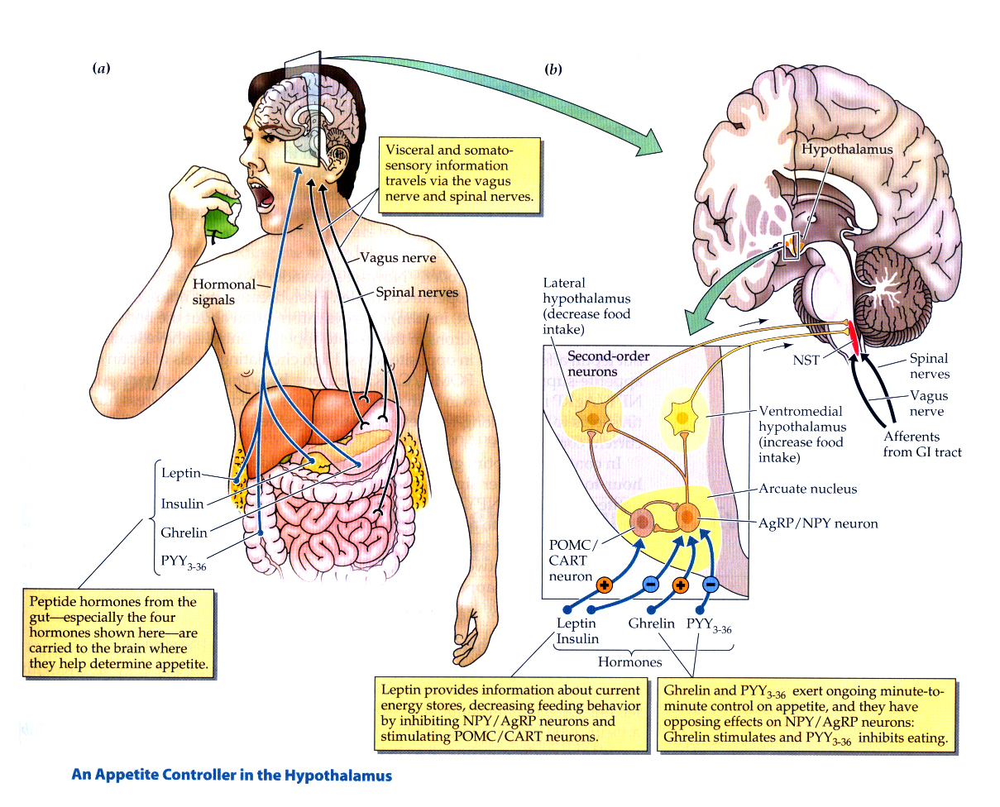 (a)
Visceral and somato-
sensory information
travels via the vagus
nerve and spinal nerves.
Vagus nerve
Spinal nerves
Hormonal
signals
Leptin
Insulin
Ghrelin
PYY3-36
Peptide hormones from the
gut—especially the four
hormones shown here—are
carried to the brain where
they help determine appetite.
(b)
Hypothalamus
Lateral
hypothalamus
(decrease food
intake)
Second-order
neurons
NST
Spinal
nerves
Vagus
nerve
Afferents
from GI tract
Ventromedial
hypothalamus
(increase food
intake)
Arcuate nucleus
AgRP/NPY neuron
POMC/
CART
neuron
+ − + −
Leptin Ghrelin PYY3-36
Insulin
Hormones
Leptin provides information about current
energy stores, decreasing feeding behavior
by inhibiting NPY/AgRP neurons and
stimulating POMC/CART neurons.
Ghrelin and PYY3-36 exert ongoing minute-to-
minute control on appetite, and they have
opposing effects on NPY/AgRP neurons:
Ghrelin stimulates and PYY3-36 inhibits eating.
An Appetite Controller in the Hypothalamus